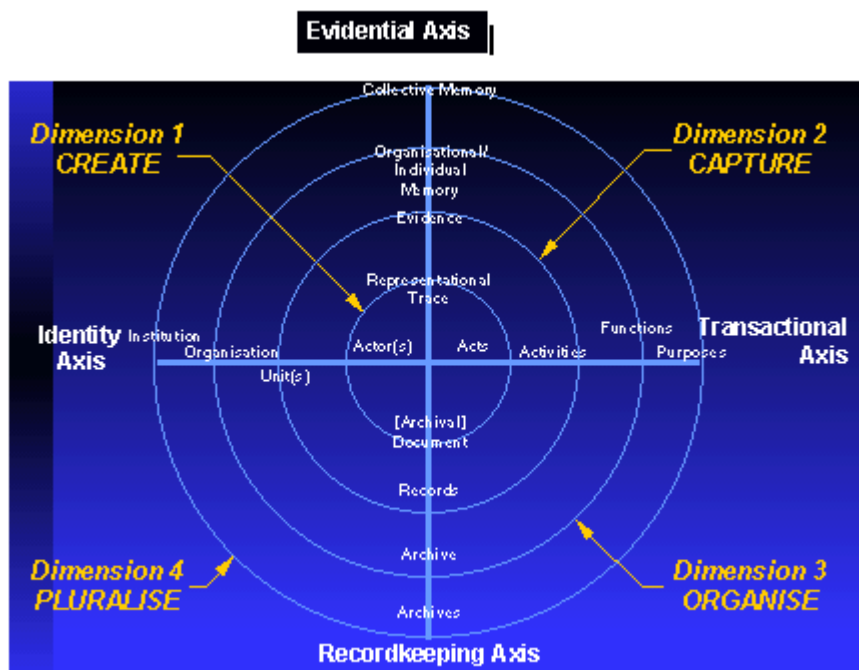 Evidential Axis
Collective Memory
Dimension 1
CREATE
Dimension 2
CAPTURE
Organisational/
Individual
Memory
Evidence
Representational
Trace
Identity
Axis
Institution
Organisation
Unit(s)
Actor(s)
Acts
Activities
Functions
Purposes
Transactional
Axis
[Archival]
Document
Records
Archive
Archives
Dimension 4
PLURALISE
Dimension 3
ORGANISE
Recordkeeping Axis